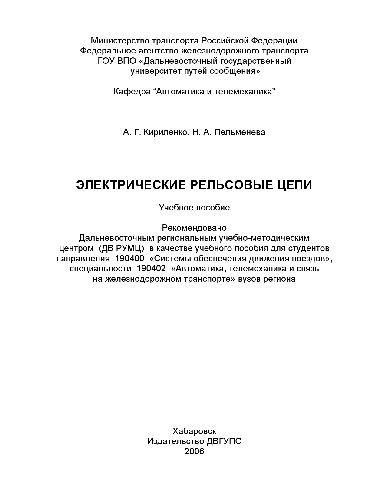 Министерство транспорта Российской Федерации
Федеральное агентство железнодорожного транспорта
ГОУ ВПО «Дальневосточный государственный
университет путей сообщения»
Кафедра "Автоматика и телемеханика"
А. Г. Кириленко, Н. А. Пельменева
ЭЛЕКТРИЧЕСКИЕ РЕЛЬСОВЫЕ ЦЕПИ
Учебное пособие
Рекомендовано
Дальневосточным региональным учебно-методическим
центром (ДВ РУМЦ) в качестве учебного пособия для студентов
направления 190400 «Системы обеспечения движения поездов»,
специальности 190402 «Автоматика, телемеханика и связь
на железнодорожном транспорте» вузов региона
Хабаровск
Издательство ДВГУПС
2006